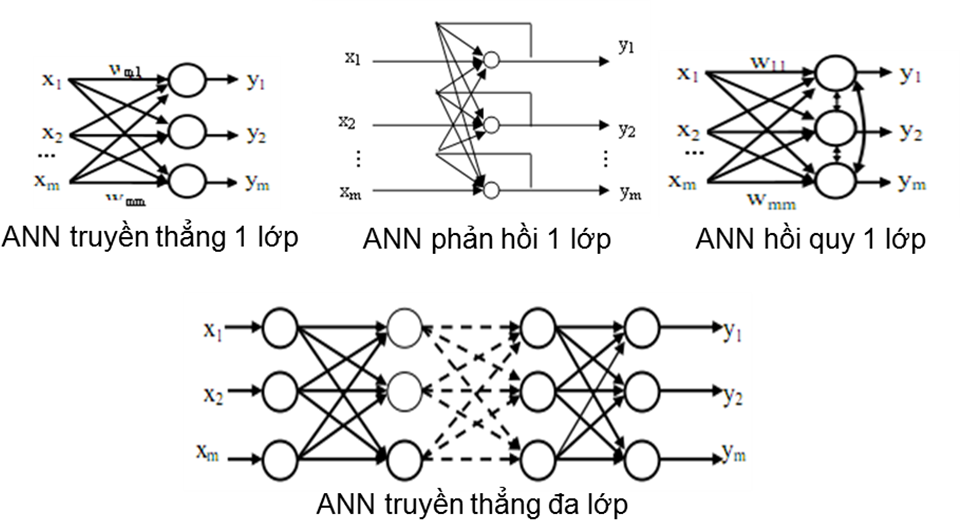 x1
x2
...
xm
wm1
wmm
y1
y2
ym
ANN truyền thẳng 1 lớp
x1
x2
⋮
xm
y1
y2
⋮
ym
ANN phản hồi 1 lớp
x1
x2
...
xm
w11
wmm
y1
y2
ym
ANN hồi quy 1 lớp
x1
x2
xm
y1
y2
ym
ANN truyền thẳng đa lớp